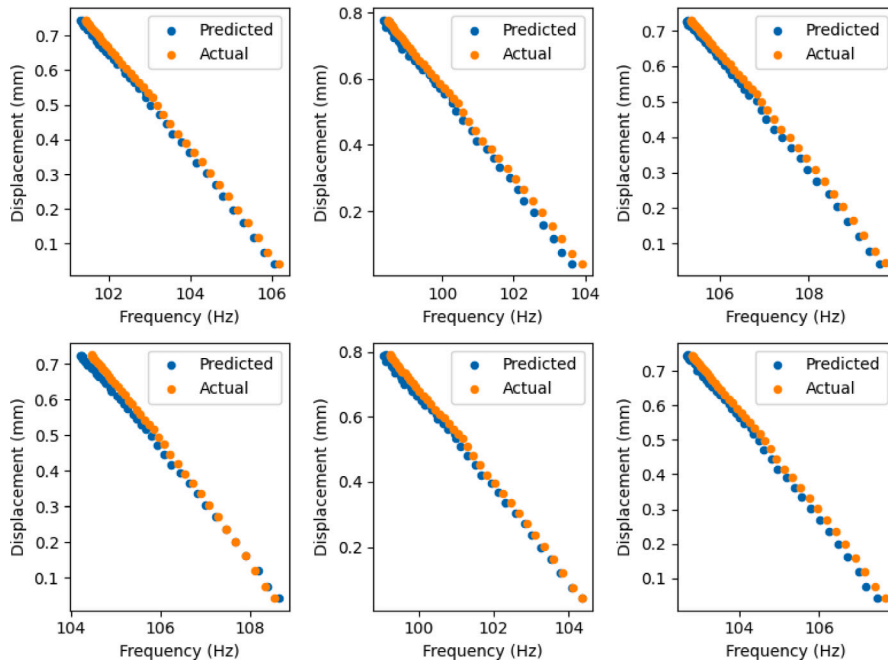 0.7
0.6
0.5
0.4
0.3
0.2
0.1
Displacement (mm)
Predicted
Actual
102
104
106
Frequency (Hz)
0.8
0.6
0.4
0.2
Displacement (mm)
Predicted
Actual
100
102
104
Frequency (Hz)
0.7
0.6
0.5
0.4
0.3
0.2
0.1
Displacement (mm)
Predicted
Actual
106
108
Frequency (Hz)
0.7
0.6
0.5
0.4
0.3
0.2
0.1
Displacement (mm)
Predicted
Actual
104
106
108
Frequency (Hz)
0.8
0.6
0.4
0.2
Displacement (mm)
Predicted
Actual
100
102
104
Frequency (Hz)
0.7
0.6
0.5
0.4
0.3
0.2
0.1
Displacement (mm)
Predicted
Actual
104
106
Frequency (Hz)